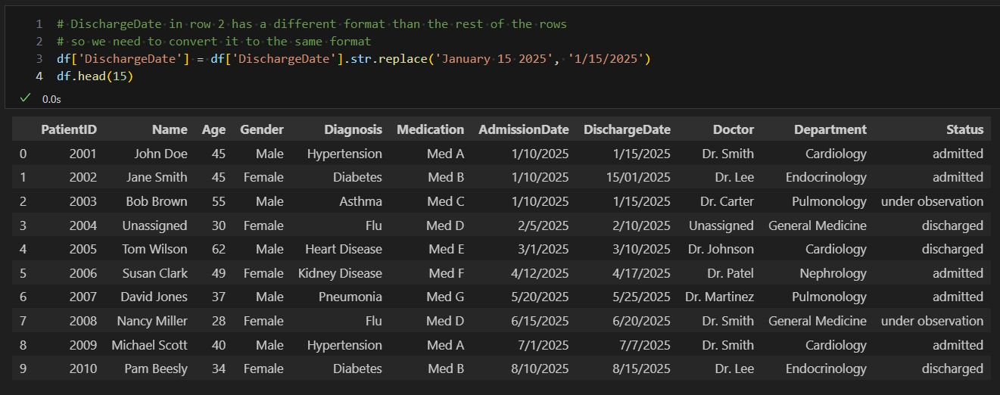 1 # DischargeDate in row 2 has a different format than the rest of the rows
2 # so we need to convert it to the same format
3 df['DischargeDate'] = df['DischargeDate'].str.replace('January 15 2025', '1/15/2025')
4 df.head(15)
0.0s
PatientID Name Age Gender Diagnosis Medication AdmissionDate DischargeDate Doctor Department Status
0 2001 John Doe 45 Male Hypertension Med A 1/10/2025 1/15/2025 Dr. Smith Cardiology admitted
1 2002 Jane Smith 45 Female Diabetes Med B 1/10/2025 15/01/2025 Dr. Lee Endocrinology admitted
2 2003 Bob Brown 55 Male Asthma Med C 1/10/2025 1/15/2025 Dr. Carter Pulmonology under observation
3 2004 Unassigned 30 Female Flu Med D 2/5/2025 2/10/2025 Unassigned General Medicine discharged
4 2005 Tom Wilson 62 Male Heart Disease Med E 3/1/2025 3/10/2025 Dr. Johnson Cardiology discharged
5 2006 Susan Clark 49 Female Kidney Disease Med F 4/12/2025 4/17/2025 Dr. Patel Nephrology admitted
6 2007 David Jones 37 Male Pneumonia Med G 5/20/2025 5/25/2025 Dr. Martinez Pulmonology admitted
7 2008 Nancy Miller 28 Female Flu Med D 6/15/2025 6/20/2025 Dr. Smith General Medicine under observation
8 2009 Michael Scott 40 Male Hypertension Med A 7/1/2025 7/7/2025 Dr. Smith Cardiology admitted
9 2010 Pam Beesly 34 Female Diabetes Med B 8/10/2025 8/15/2025 Dr. Lee Endocrinology discharged